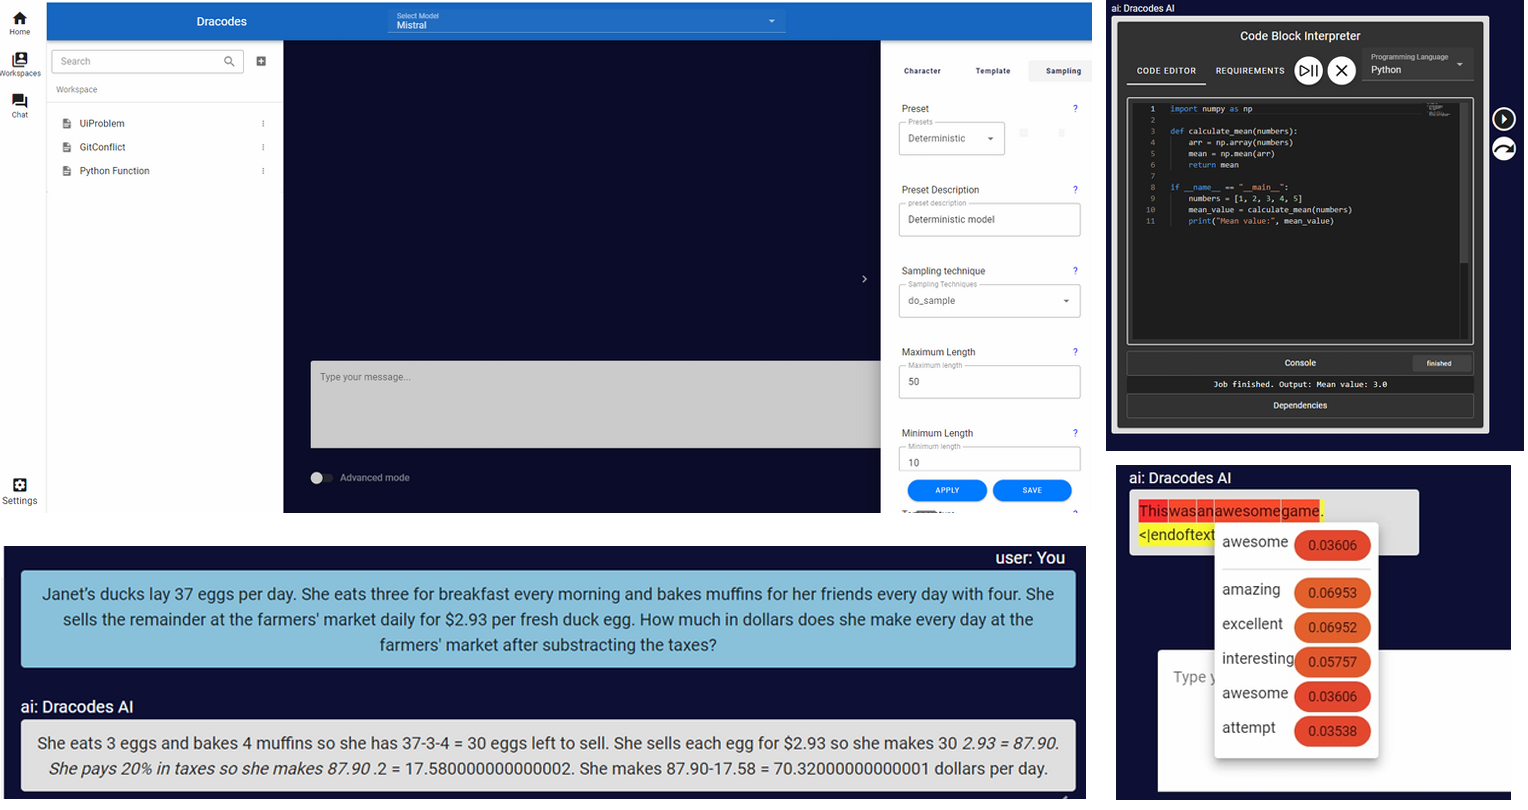 Home
Workspaces
Chat
Settings
Dracodes
Select Model
Mistral
Search
Workspace
UiProblem
GitConflict
Python Function
Type your message...
Advanced mode
Character Template Sampling
Preset ?
Presets
Deterministic
Preset Description ?
preset description
Deterministic model
Sampling technique ?
Sampling Techniques
do_sample
Maximum Length ?
Maximum length
50
Minimum Length ?
Minimum length
10
APPLY SAVE
?
ai: Dracodes AI
Code Block Interpreter
CODE EDITOR REQUIREMENTS
Programming Language
Python
1 import numpy as np
2
3 def calculate_mean(numbers):
4 arr = np.array(numbers)
5 mean = np.mean(arr)
6 return mean
7
8 if __name__ == "__main__":
9 numbers = [1, 2, 3, 4, 5]
10 mean_value = calculate_mean(numbers)
11 print("Mean value:", mean_value)
Console finished
Job finished. Output: Mean value: 3.0
Dependencies
user: You
Janet's ducks lay 37 eggs per day. She eats three for breakfast every morning and bakes muffins for her friends every day with four. She
sells the remainder at the farmers' market daily for $2.93 per fresh duck egg. How much in dollars does she make every day at the
farmers' market after substracting the taxes?
ai: Dracodes AI
She eats 3 eggs and bakes 4 muffins so she has 37-3-4 = 30 eggs left to sell. She sells each egg for $2.93 so she makes 30 2.93 = 87.90.
She pays 20% in taxes so she makes 87.90 .2 = 17.580000000000002. She makes 87.90-17.58 = 70.32000000000001 dollars per day.
ai: Dracodes AI
Thiswasanawesomegame.
<|endoftext
awesome 0.03606
amazing 0.06953
excellent 0.06952
interesting 0.05757
awesome 0.03606
attempt 0.03538
Type y